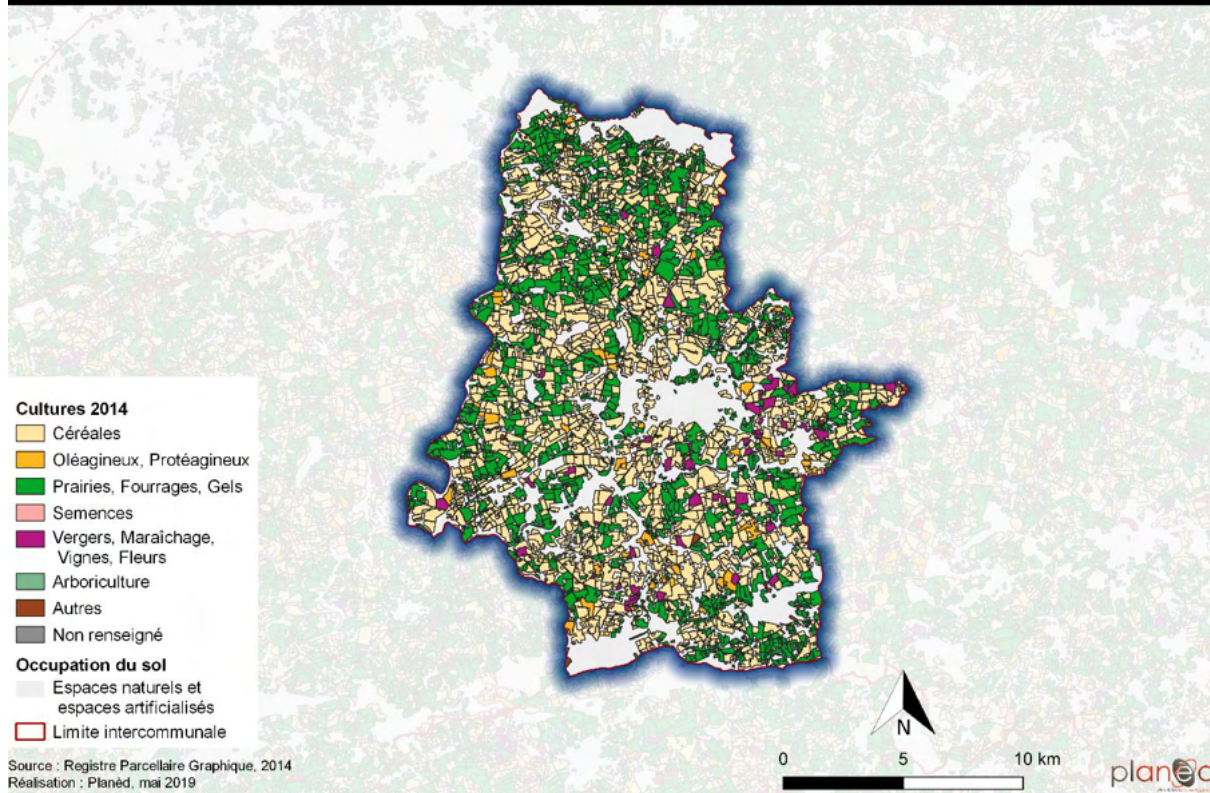 Cultures 2014
Céréales
Oléagineux, Protéagineux
Prairies, Fourrages, Gels
Semences
Vergers, Maraîchage,
Vignes, Fleurs
Arboriculture
Autres
Non renseigné
Occupation du sol
Espaces naturels et
espaces artificialisés
Limite intercommunale
Source : Registre Parcellaire Graphique, 2014
Réalisation : Planèd, mai 2019
N
0 5 10 km
planèd